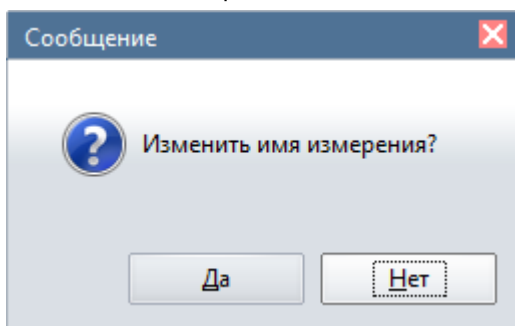 Сообщение
Изменить имя измерения?
Да
Нет